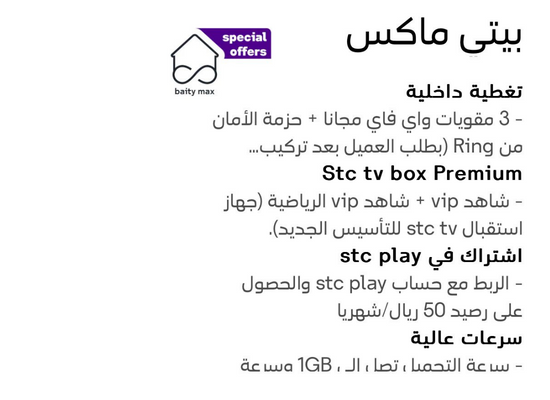 بيتي ماكس
special
offers
baity max
تغطية داخلية
- 3 مقويات واي فاي مجانا + حزمة الأمان
من Ring (بطلب العميل بعد تركيب...
Stc tv box Premium
- شاهد vip + شاهد vip الرياضية (جهاز
استقبال stc tv للتأسيس الجديد).
اشتراك في stc play
- الربط مع حساب stc play والحصول
على رصيد 50 ريال/شهريا
سرعات عالية
- سرعة التحميل تصل إلى 1GB وسرعة